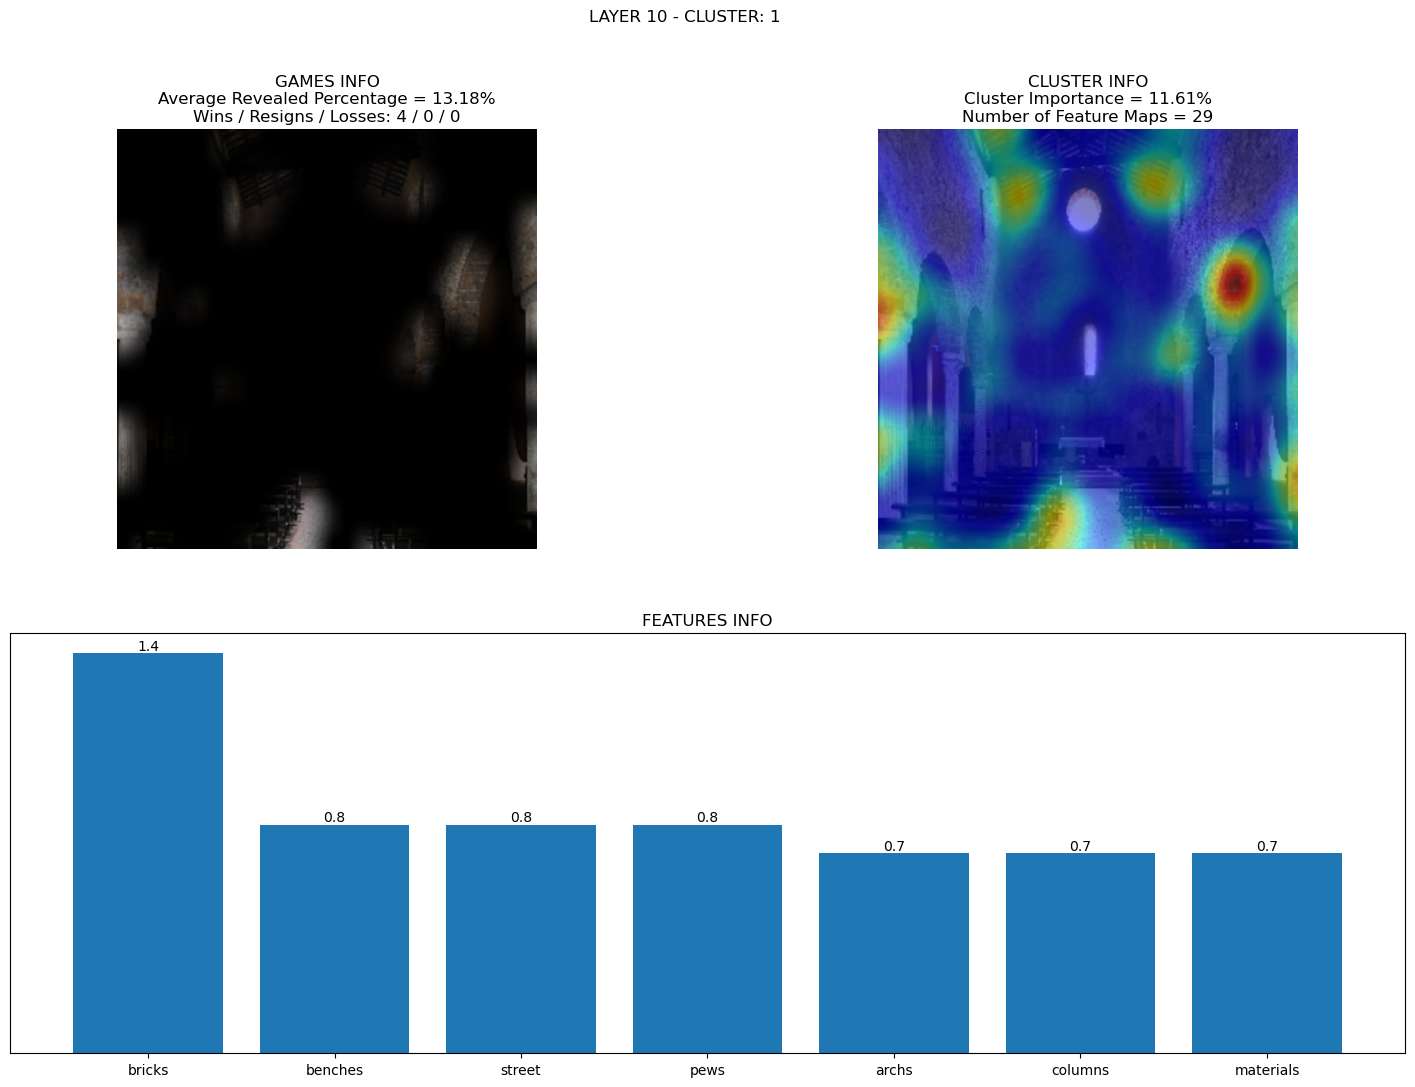 LAYER 10 - CLUSTER: 1
GAMES INFO
Average Revealed Percentage = 13.18%
Wins / Resigns / Losses: 4 / 0 / 0
CLUSTER INFO
Cluster Importance = 11.61%
Number of Feature Maps = 29
FEATURES INFO
1.4
0.8
0.8
0.8
0.7
0.7
0.7
bricks
benches
street
pews
archs
columns
materials